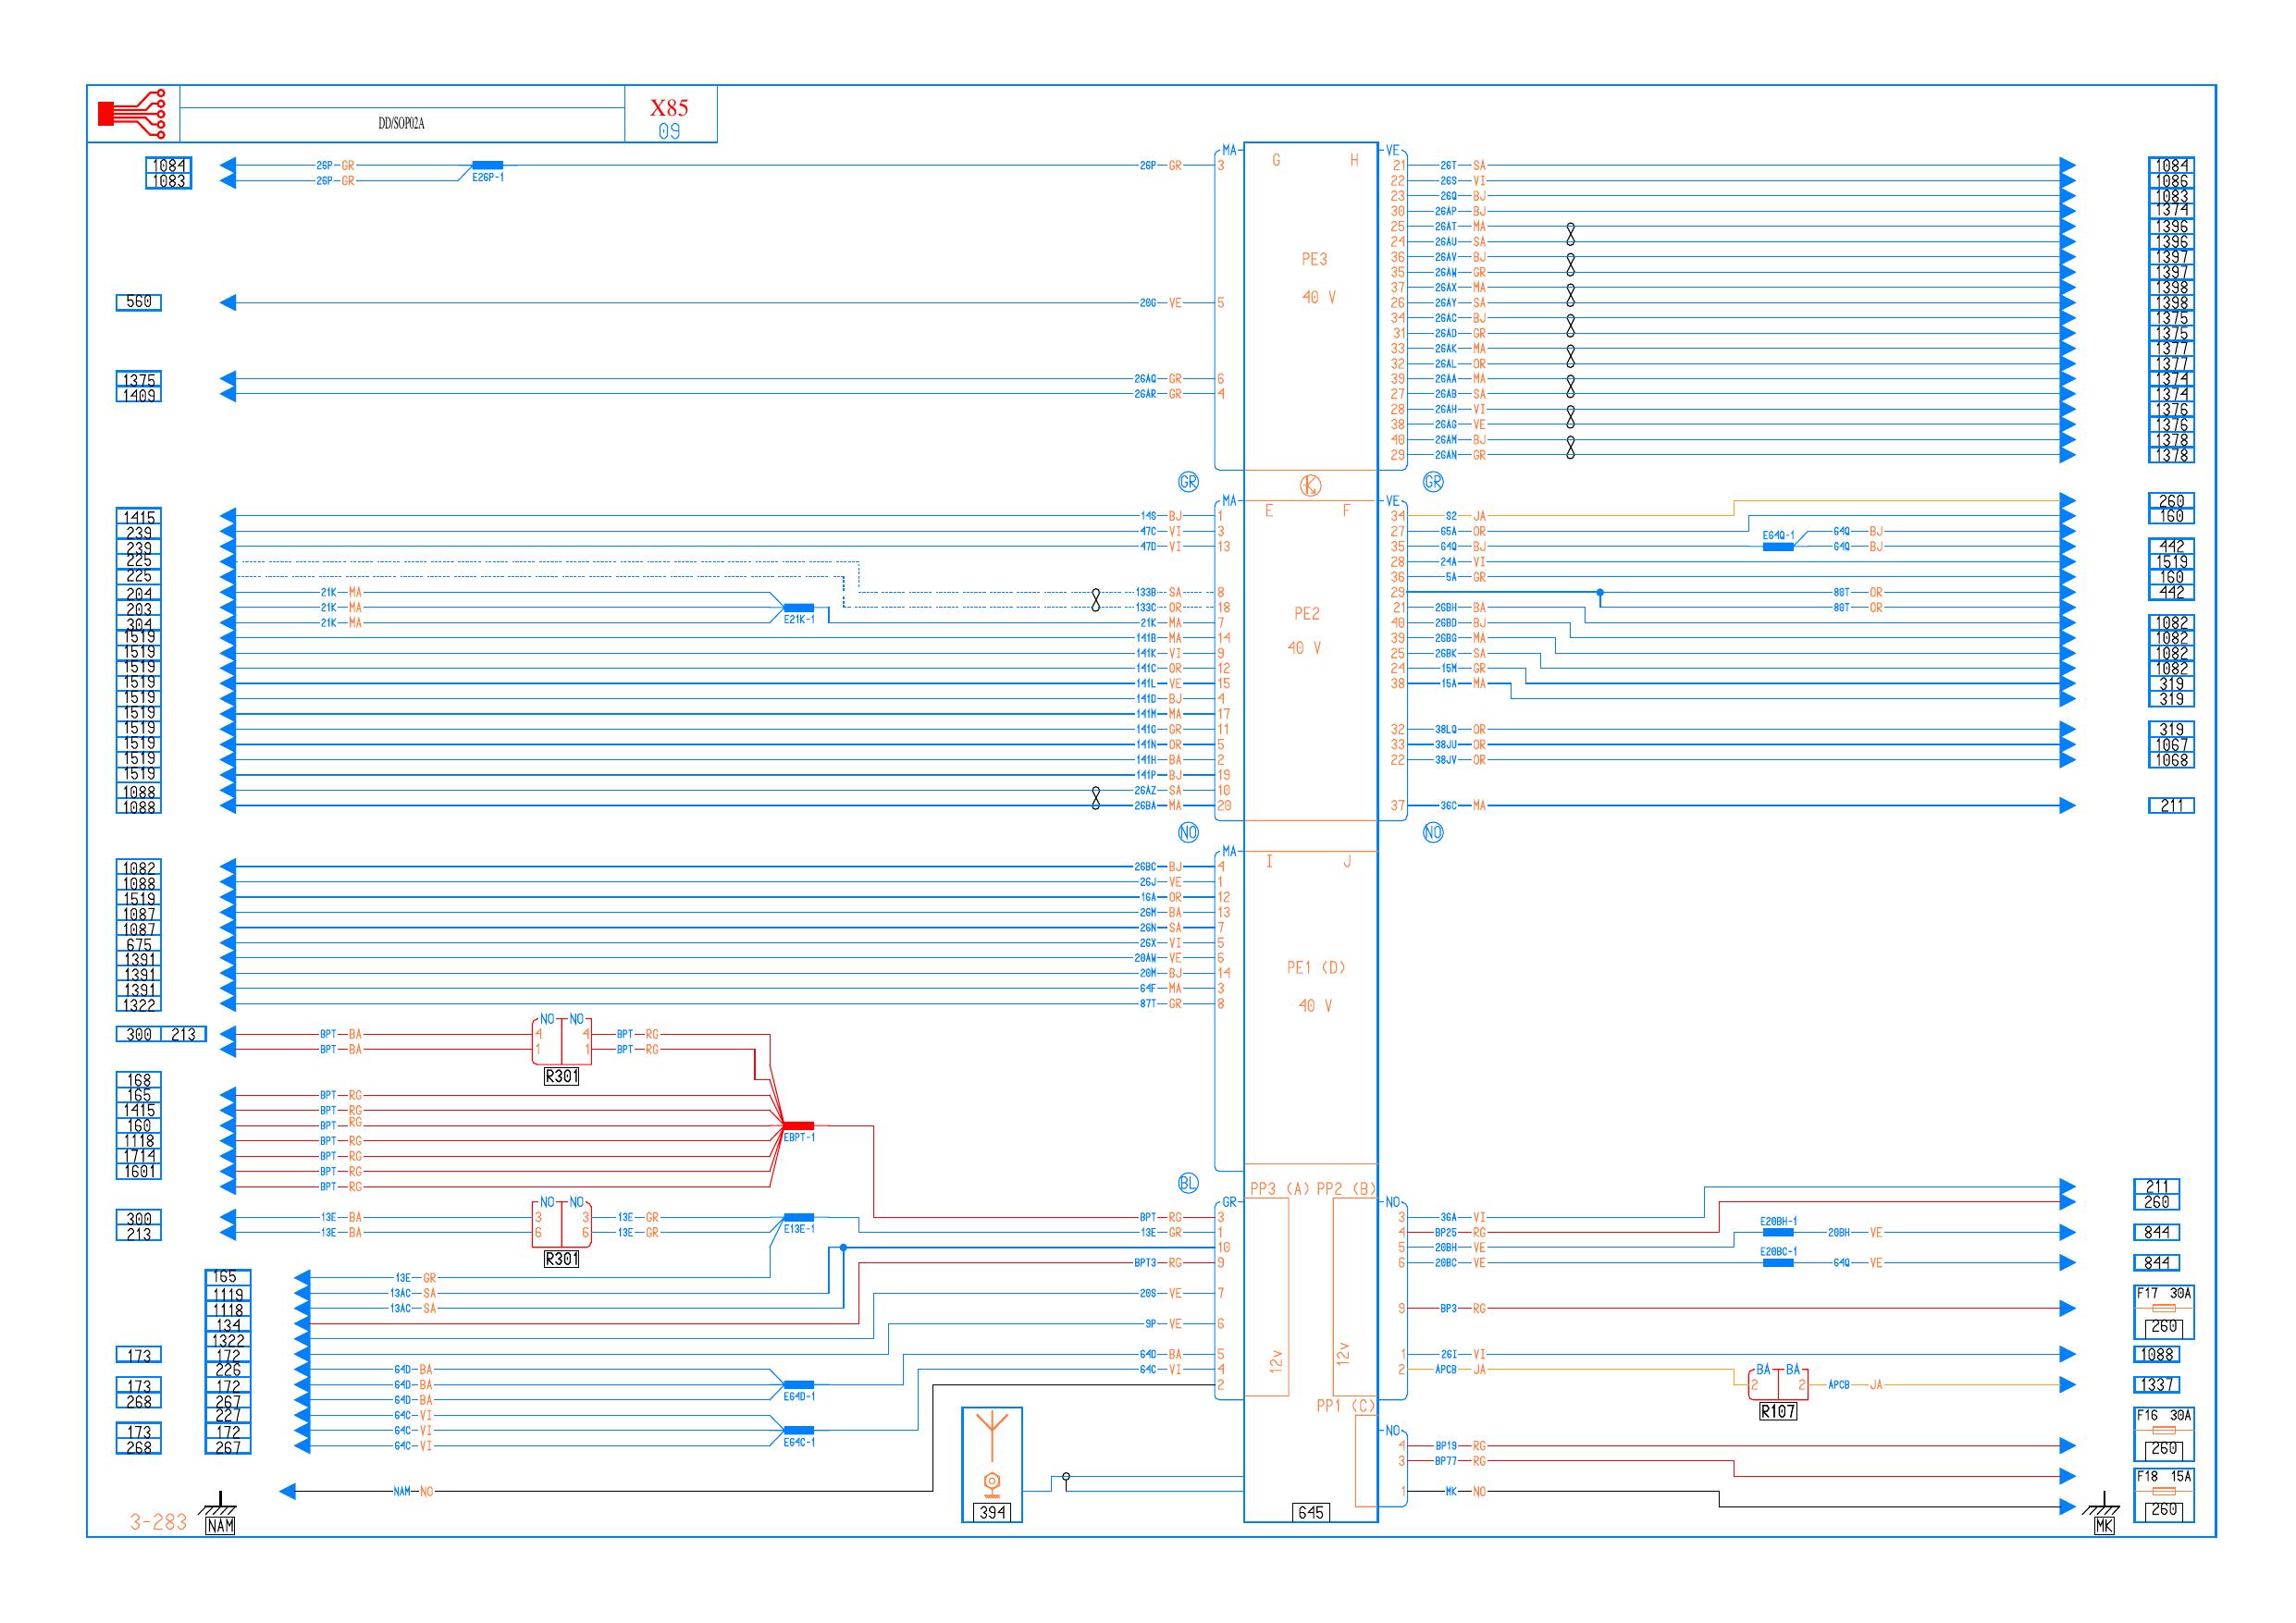 DD/SOP02A
X85
09
1084
1083
26P GR
26P GR
E26P-1
26P GR
MA
3
G H
PE3
40 V
VE
21 26T SA 1084
22 26S VI 1086
23 26Q BJ 1083
30 26AP BJ 1374
25 26AT MA 1396
24 26AU SA 1396
36 26AV BJ 1397
35 26AW GR 1397
37 26AX MA 1398
26 26AY SA 1398
34 26AC BJ 1375
31 26AD GR 1375
33 26AK MA 1377
32 26AL OR 1377
39 26AA MA 1374
27 26AB SA 1374
28 26AH VI 1376
38 26AG VE 1376
40 26AM BJ 1378
29 26AN GR 1378
560 20G VE 5
1375 26AQ GR 6
1409 26AR GR 4
GR
GR
K
MA
E F
PE2
40 V
1415 14S BJ 1
239 47C VI 3
239 47D VI 13
225 133B SA 8
225 133C OR 18
204 21K MA
203 21K MA
304 21K MA
E21K-1
21K MA 7
1519 141B MA 14
1519 141K VI 9
1519 141C OR 12
1519 141L VE 15
1519 141D BJ 4
1519 141M MA 17
1519 141G GR 11
1519 141N OR 5
1519 141H BA 2
1519 141P BJ 19
1088 26AZ SA 10
1088 26BA MA 20
VE
34 S2 JA 260
27 65A OR 160
35 64Q BJ E64Q-1 64Q BJ
64Q BJ 442
28 24A VI 1519
36 5A GR 160
29 80T OR 442
80T OR
21 26BH BA 1082
40 26BD BJ 1082
39 26BG MA 1082
25 26BK SA 1082
24 15M GR 319
38 15A MA 319
32 38LQ OR 319
33 38JU OR 1067
22 38JV OR 1068
37 36C MA 211
NO
NO
MA
I J
PE1 (D)
40 V
1082 26BC BJ 4
1088 26J VE 1
1519 16A OR 12
1087 26M BA 13
1087 26N SA 7
675 26X VI 5
1391 20AW VE 6
1391 20M BJ 14
1391 64F MA 3
1322 87T GR 8
300 213
NO NO
BPT BA 4 4 BPT RG
BPT BA 1 1 BPT RG
R301
168
165 BPT RG
1415 BPT RG
160 BPT RG
1118 BPT RG
1714 BPT RG
1601 BPT RG
BPT RG
EBPT-1
BL
PP3 (A) PP2 (B)
GR
NO
12v
12v
NO NO
300 13E BA 3 3 13E GR
213 13E BA 6 6 13E GR
R301
E13E-1
BPT RG 3
13E GR 1
10
BPT3 RG 9
20S VE 7
9P VE 6
64D BA 5
64C VI 4
2
165 13E GR
1119 13AC SA
1118 13AC SA
134
1322
173 172
226 64D BA
173 172 64D BA
268 267 64D BA
E64D-1
227 64C VI
173 172 64C VI
268 267 64C VI
E64C-1
NAM NO
NAM
3-283
394
645
3 36A VI 211
4 BP25 RG 260
5 20BH VE E20BH-1 20BH VE 844
6 20BC VE E20BC-1 64Q VE 844
9 BP3 RG
F17 30A
260
1 26I VI 1088
2 APCB JA
BA BA
2 2
R107
APCB JA 1337
PP1 (C)
NO
4 BP19 RG
3 BP77 RG
1 MK NO
F16 30A
260
F18 15A
260
MK